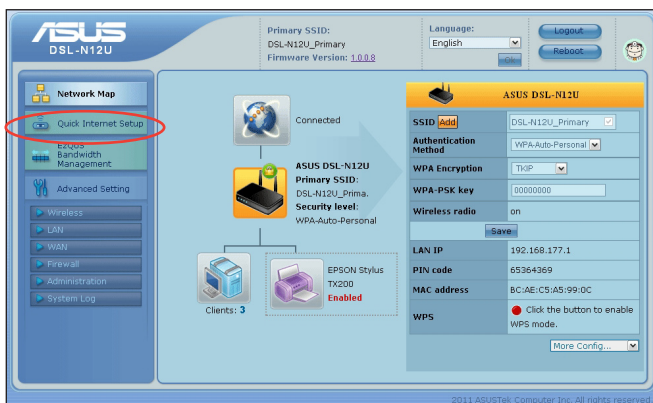 ASUS
DSL-N12U
Primary SSID:
DSL-N12U_Primary
Firmware Version: 1.0.0.8
Language:
English
Ok
Logout
Reboot
Network Map
Quick Internet Setup
EzQoS
Bandwidth
Management
Advanced Setting
Wireless
LAN
WAN
Firewall
Administration
System Log
Connected
ASUS DSL-N12U
Primary SSID:
DSL-N12U_Prima.
Security level:
WPA-Auto-Personal
Clients: 3
EPSON Stylus
TX200
Enabled
ASUS DSL-N12U
SSID Add DSL-N12U_Primary
Authentication
Method WPA-Auto-Personal
WPA Encryption TKIP
WPA-PSK key 00000000
Wireless radio on
Save
LAN IP 192.168.177.1
PIN code 65364369
MAC address BC:AE:C5:A5:99:0C
WPS Click the button to enable
WPS mode.
More Config...
2011 ASUSTek Computer Inc. All rights reserved.